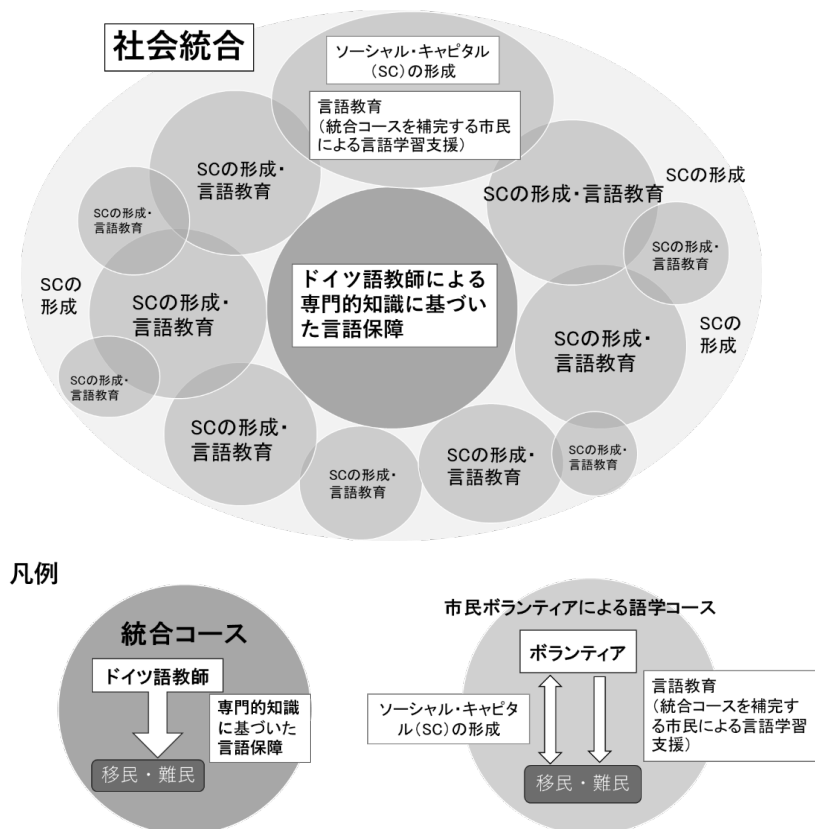 社会統合
ソーシャル・キャピタル
(SC)の形成
言語教育
(統合コースを補完する市民
による言語学習支援)
SCの形成・
言語教育
SCの形成・言語教育
SCの形成
SCの形成・
言語教育
SCの形成・
言語教育
ドイツ語教師による
専門的知識に基づい
た言語保障
SCの
形成
SCの形成・
言語教育
SCの形成・
言語教育
SCの
形成
SCの形成・
言語教育
SCの形成・
言語教育
SCの形成・
言語教育
SCの形成・
言語教育
SCの形成・
言語教育
凡例
統合コース
ドイツ語教師
専門的知識
に基づいた
言語保障
移民・難民
市民ボランティアによる語学コース
ボランティア
ソーシャル・キャピタ
ル(SC)の形成
言語教育
(統合コースを補完す
る市民による言語学習
支援)
移民・難民